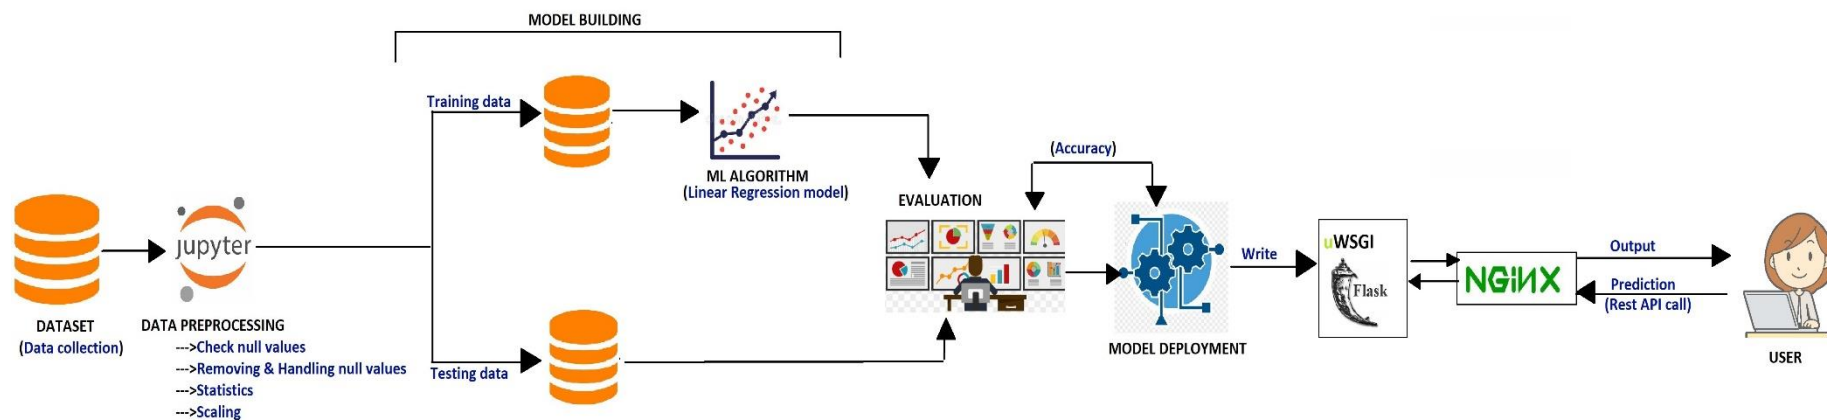 MODEL BUILDING
Training data
ML ALGORITHM
(Linear Regression model)
(Accuracy)
EVALUATION
jupyter
DATASET
(Data collection)
DATA PREPROCESSING
--->Check null values
--->Removing & Handling null values
--->Statistics
--->Scaling
Testing data
MODEL DEPLOYMENT
Write
uWSGI
Flask
NGiNX
Output
Prediction
(Rest API call)
USER